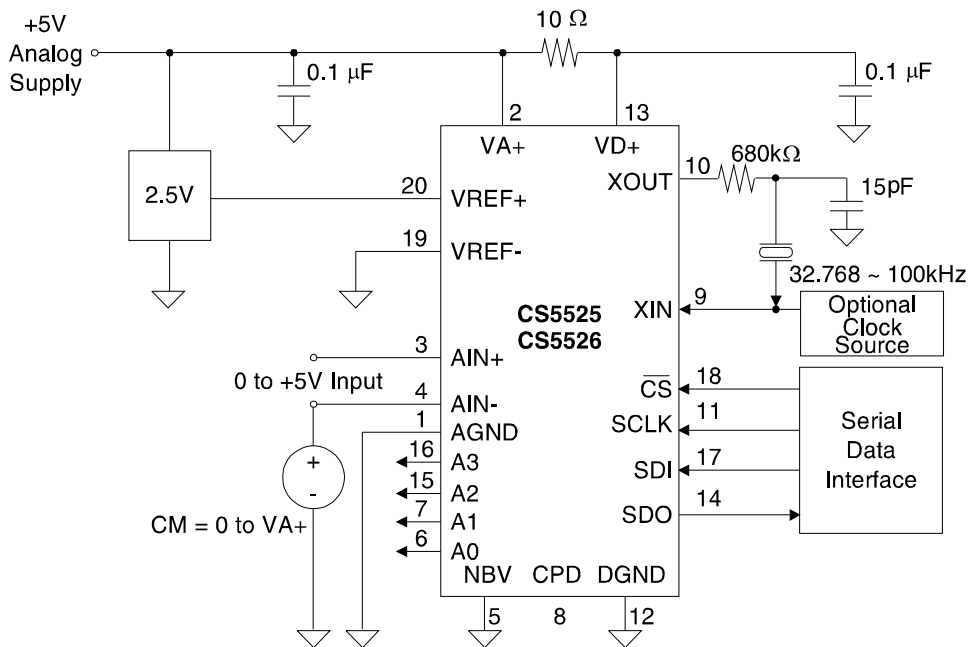 +5V
Analog
Supply
10 Ω
0.1 µF
0.1 µF
2
13
VA+
VD+
680kΩ
10
XOUT
15pF
2.5V
20
VREF+
19
VREF-
32.768 ~ 100kHz
9
XIN
Optional
Clock
Source
CS5525
CS5526
3
AIN+
0 to +5V Input
4
AIN-
1
AGND
18
CS
11
SCLK
17
SDI
14
SDO
Serial
Data
Interface
16
A3
15
A2
7
A1
6
A0
+
-
CM = 0 to VA+
NBV
CPD
DGND
5
8
12